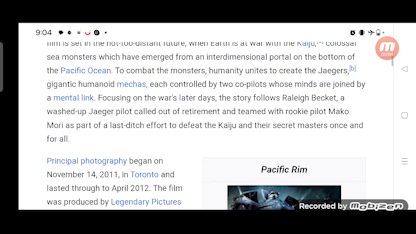 9:04
film is set in the not-too-distant future, when Earth is at war with the Kaiju, colossal
sea monsters which have emerged from an interdimensional portal on the bottom of
the Pacific Ocean. To combat the monsters, humanity unites to create the Jaegers,[b]
gigantic humanoid mechas, each controlled by two co-pilots whose minds are joined by
a mental link. Focusing on the war's later days, the story follows Raleigh Becket, a
washed-up Jaeger pilot called out of retirement and teamed with rookie pilot Mako
Mori as part of a last-ditch effort to defeat the Kaiju and their secret masters once and
for all.
Principal photography began on
November 14, 2011, in Toronto and
lasted through to April 2012. The film
was produced by Legendary Pictures
Pacific Rim
Recorded by Mobizen